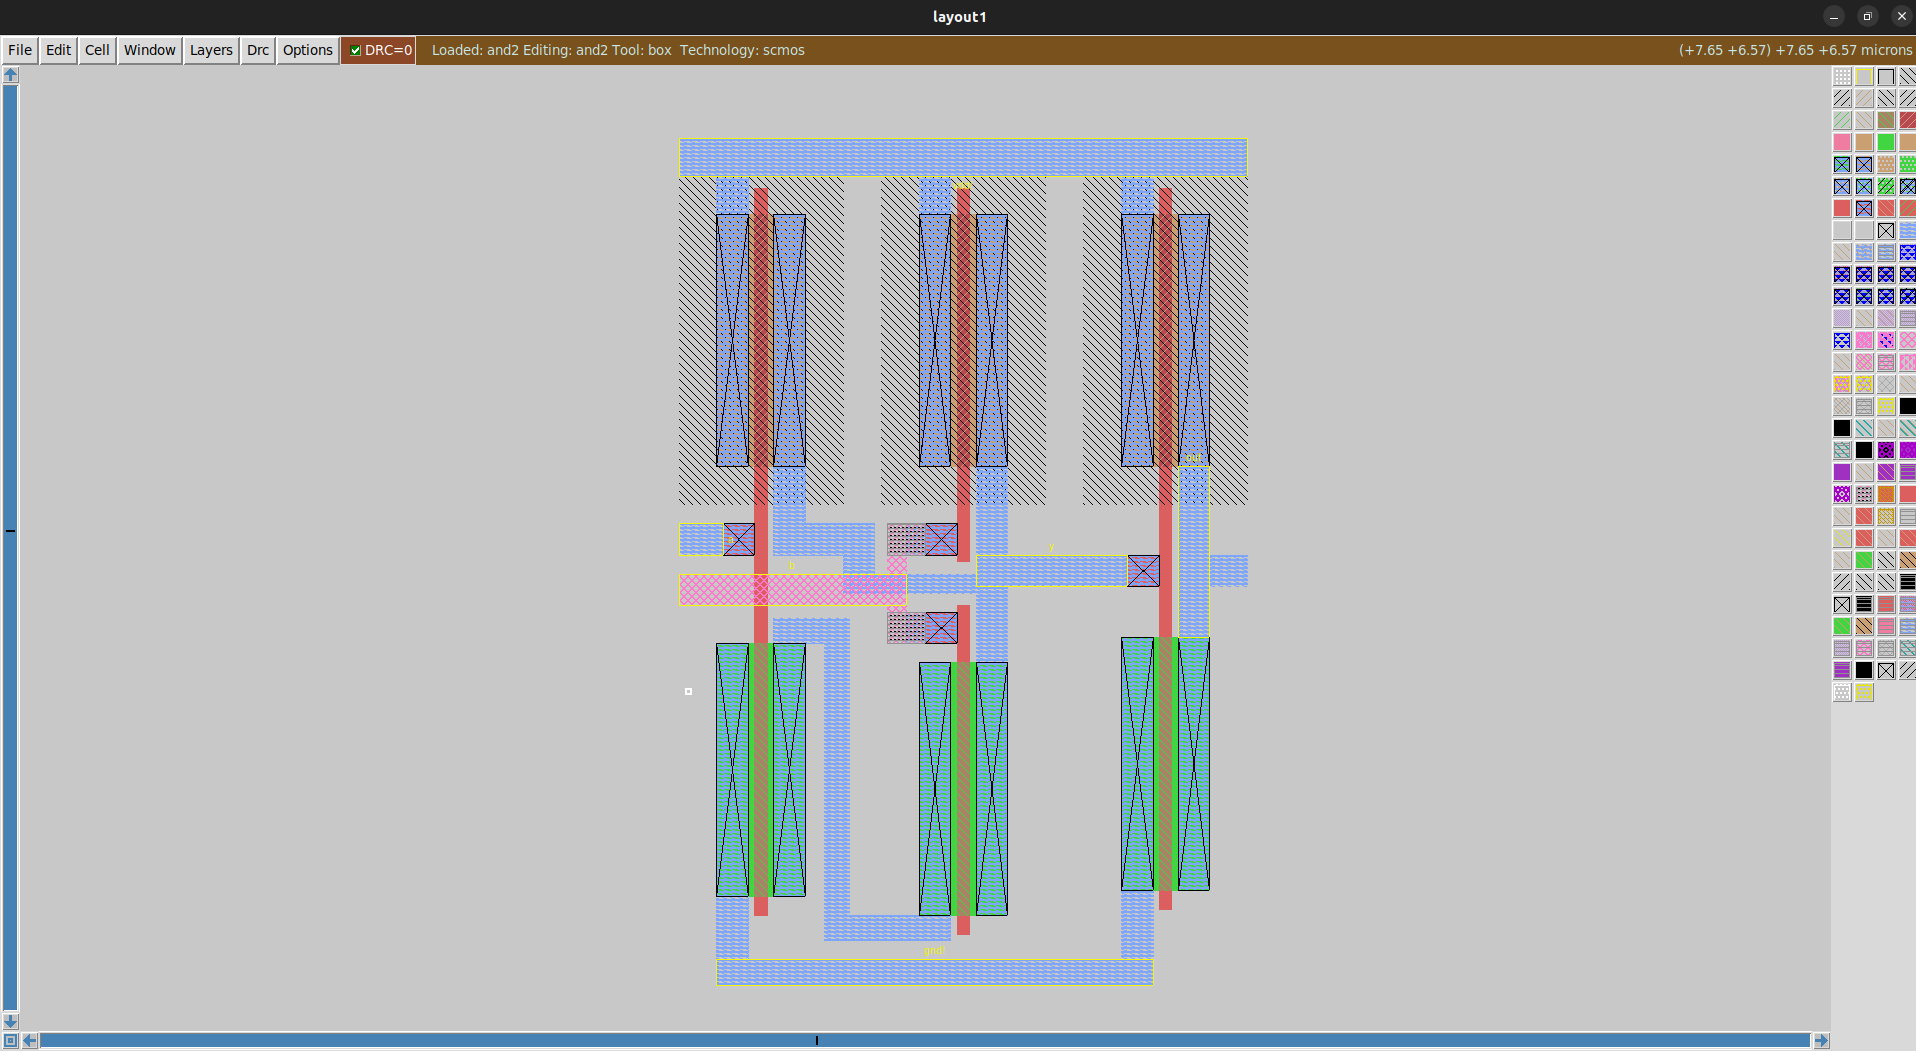 layout1
File Edit Cell Window Layers Drc Options DRC=0 Loaded: and2 Editing: and2 Tool: box Technology: scmos (+7.65 +6.57) +7.65 +6.57 microns
vdd!
out
a
y
b
gnd!